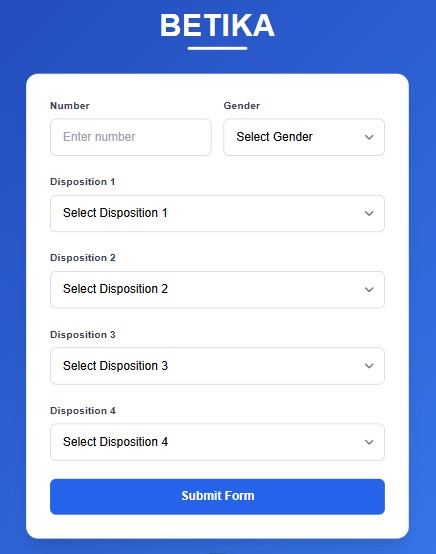 BETIKA
Number Gender
Enter number Select Gender
Disposition 1
Select Disposition 1
Disposition 2
Select Disposition 2
Disposition 3
Select Disposition 3
Disposition 4
Select Disposition 4
Submit Form